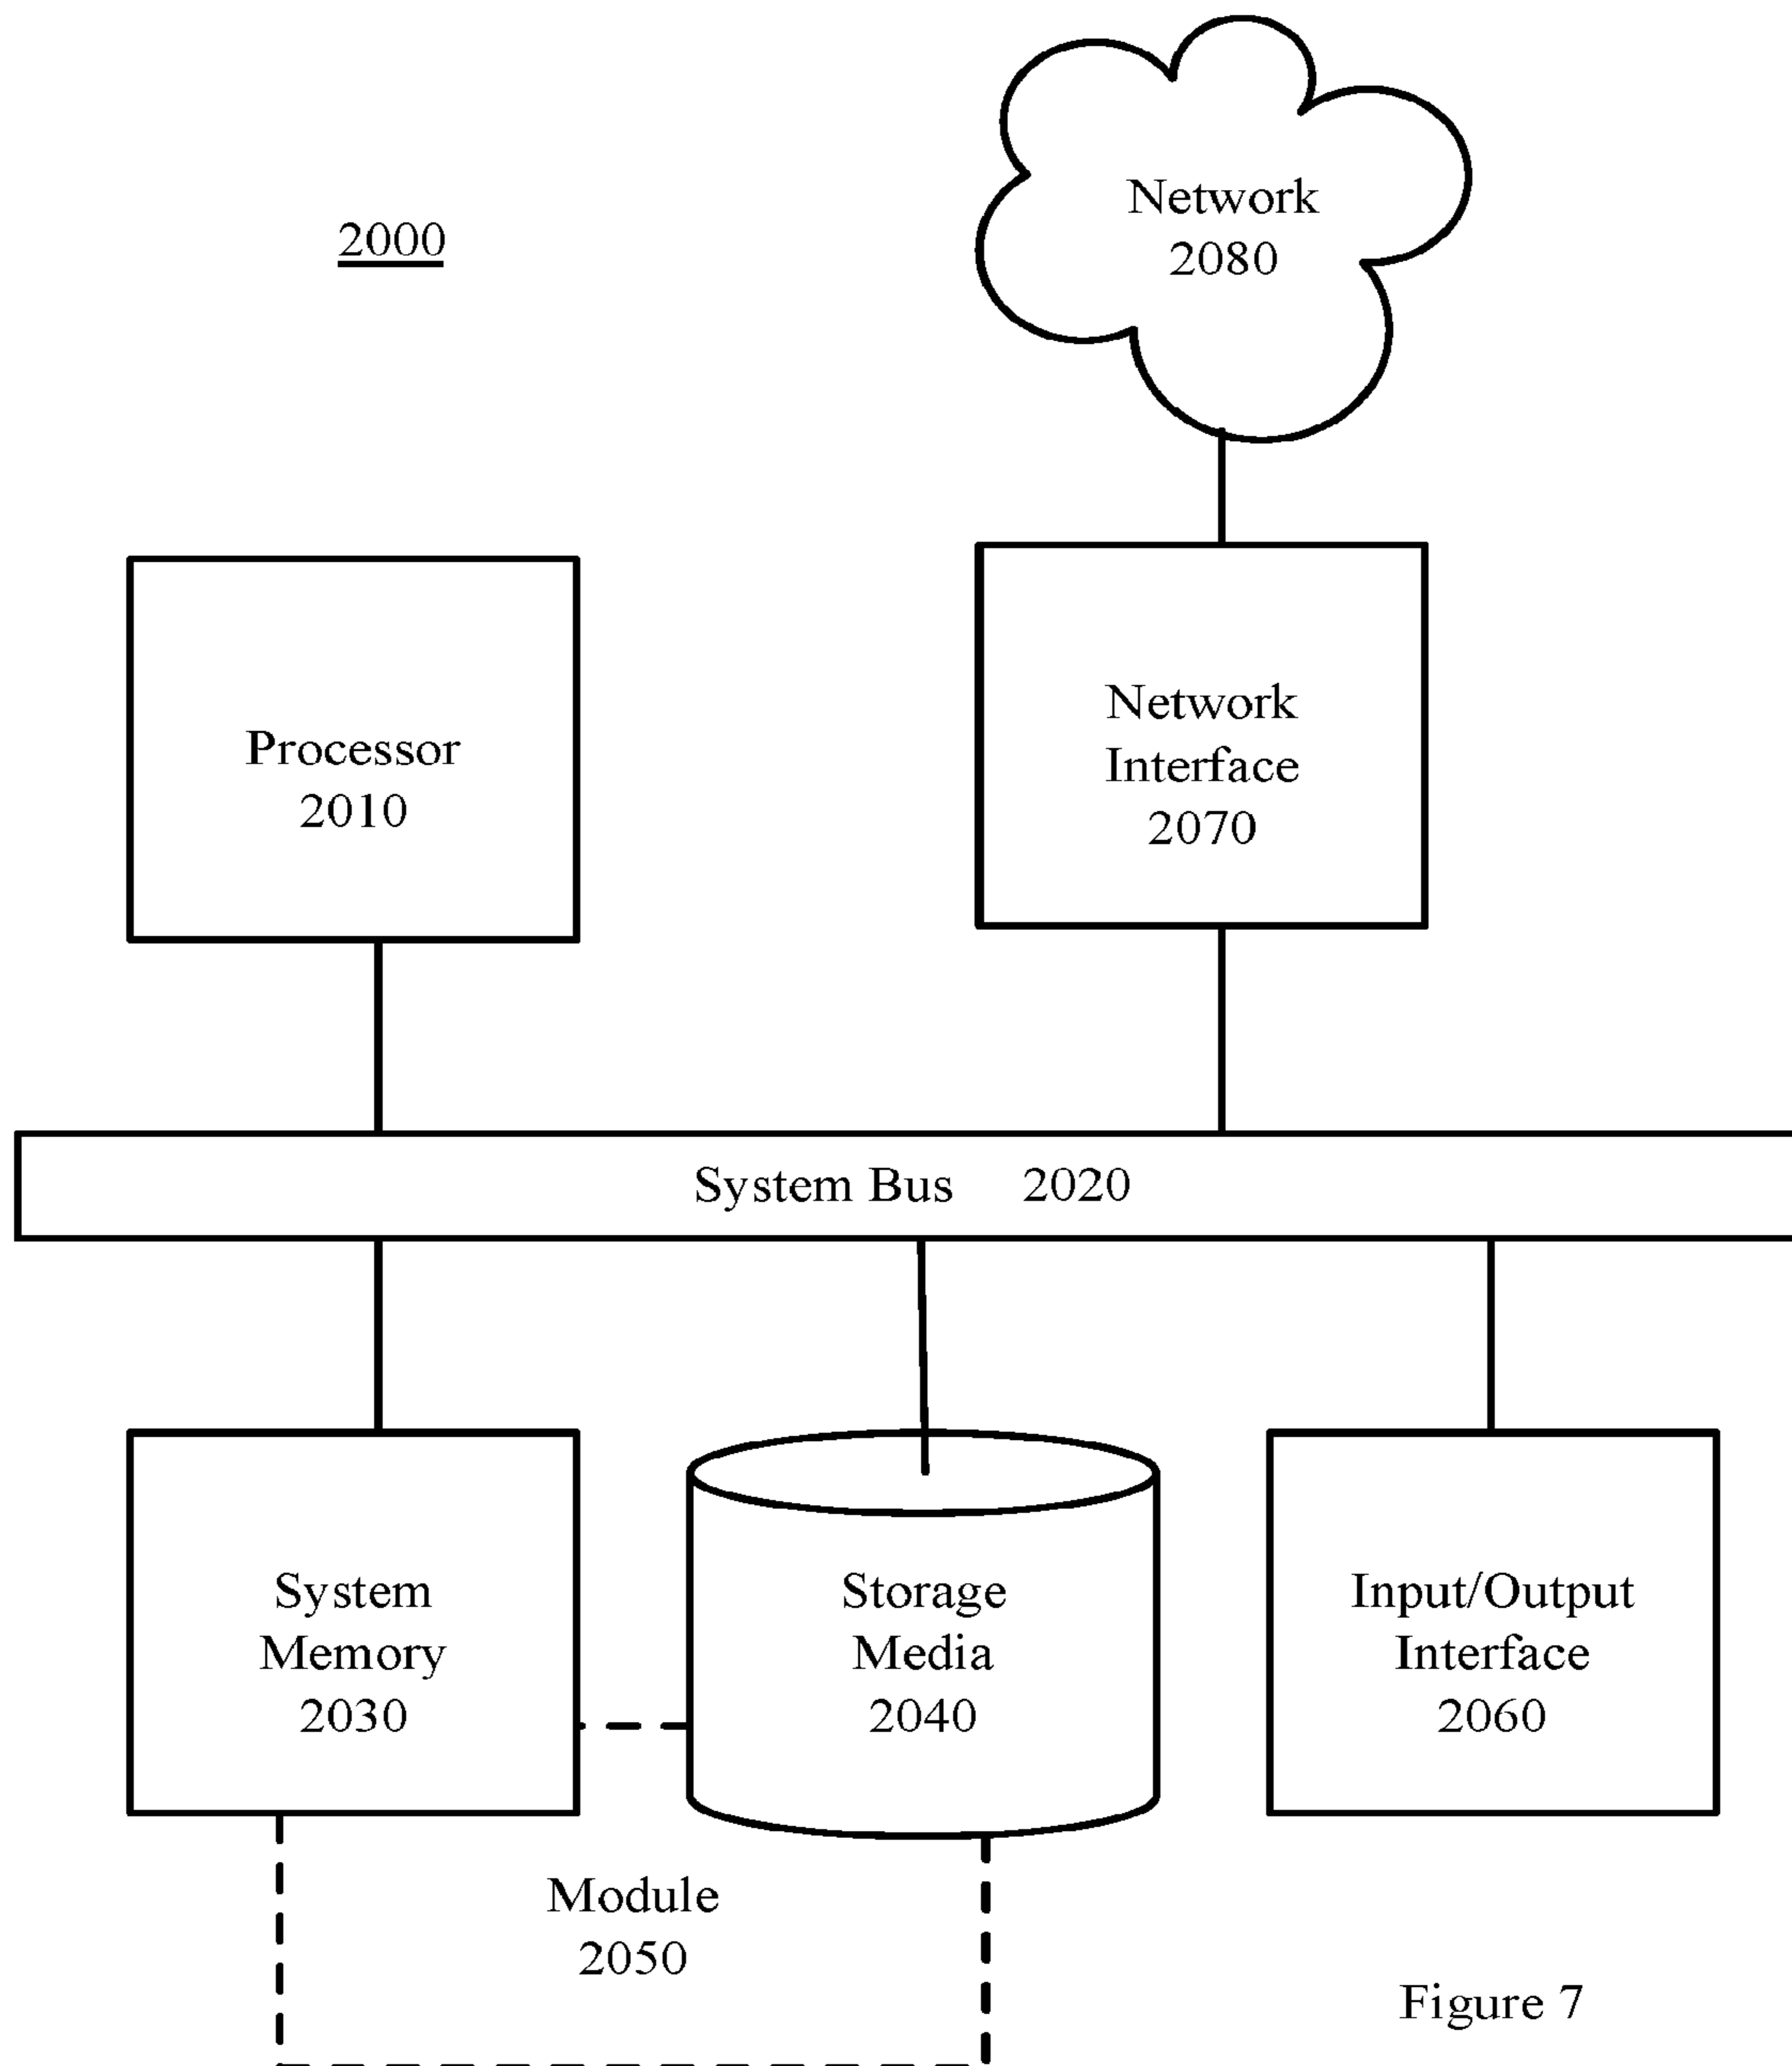 Network
2080
2000
Network
Interface
2070
Processor
2010
System Bus 2020
System
Memory
2030
Storage
Media
2040
Input/Output
Interface
2060
Module
2050
Figure 7